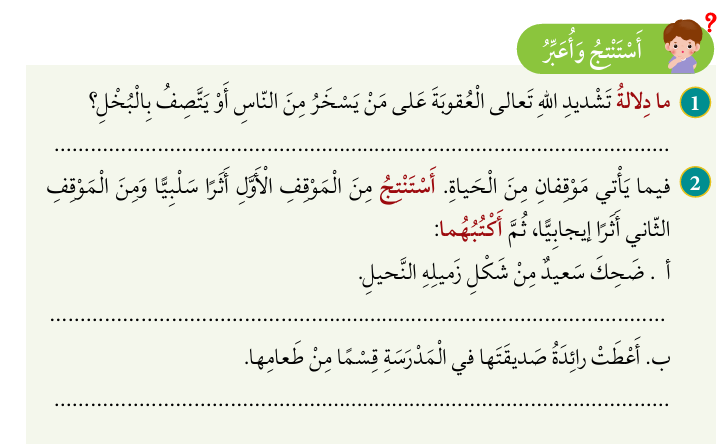 ?
أَسْتَنْتِجُ وَأُعَبِّرُ
1 ما دِلالةُ تَشْديدِ اللهِ تَعالى الْعُقوبَةَ عَلى مَنْ يَسْخَرُ مِنَ النّاسِ أَوْ يَتَّصِفُ بِالْبُخْلِ؟
........................................................................................................
2 فيما يَأْتي مَوْقِفانِ مِنَ الْحَياةِ. أَسْتَنْتِجُ مِنَ الْمَوْقِفِ الْأَوَّلِ أَثَرًا سَلْبِيًّا وَمِنَ الْمَوْقِفِ
الثّاني أَثَرًا إيجابِيًّا، ثُمَّ أَكْتُبُهُما:
أ . ضَحِكَ سَعيدٌ مِنْ شَكْلِ زَميلِهِ النَّحيلِ.
........................................................................................................
ب. أَعْطَتْ رائِدَةُ صَديقَتَها في الْمَدْرَسَةِ قِسْمًا مِنْ طَعامِها.
........................................................................................................